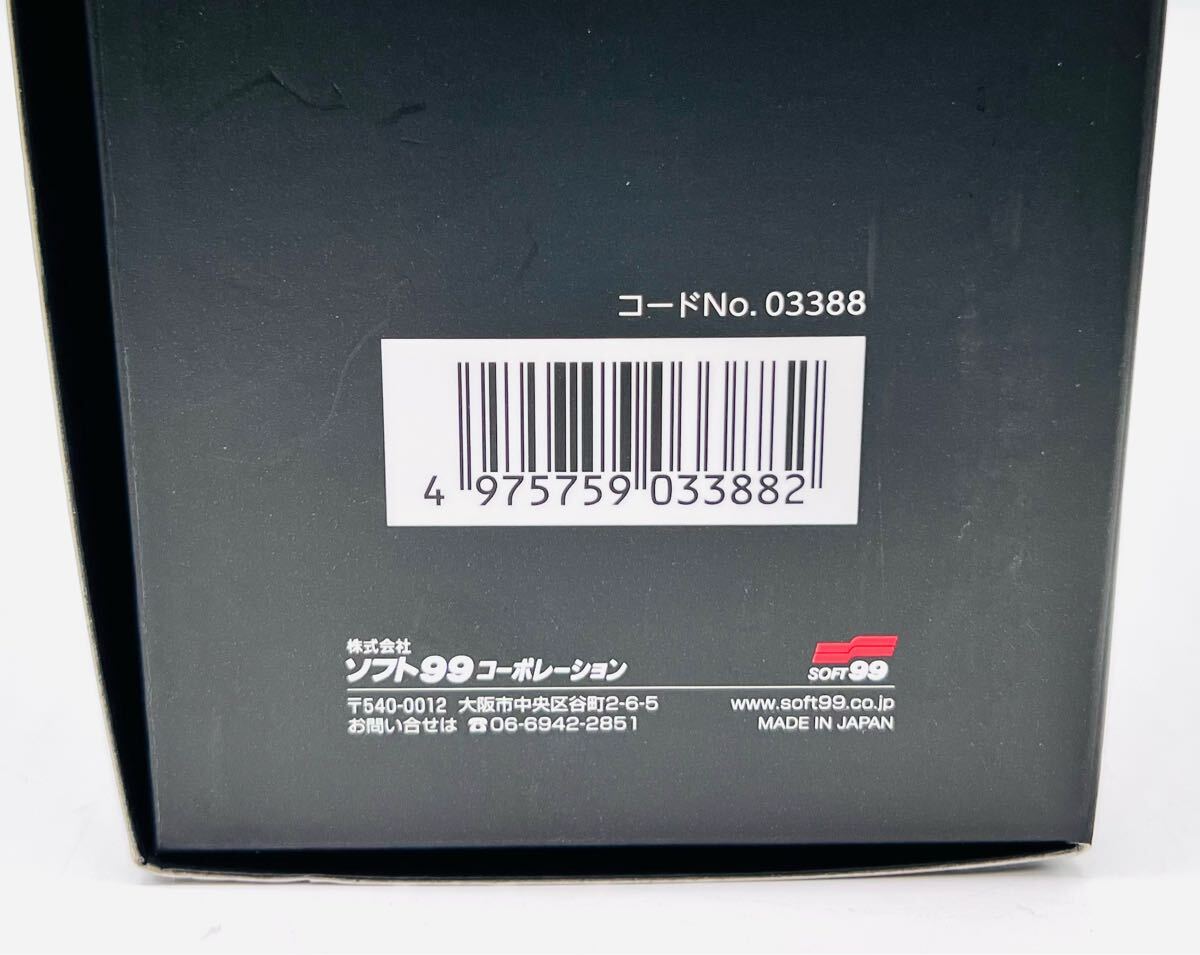 コードNo. 03388
4 975759 033882
株式会社
ソフト99コーポレーション
SOFT99
〒540-0012 大阪市中央区谷町2-6-5
www.soft99.co.jp
お問い合せは ☎06-6942-2851
MADE IN JAPAN